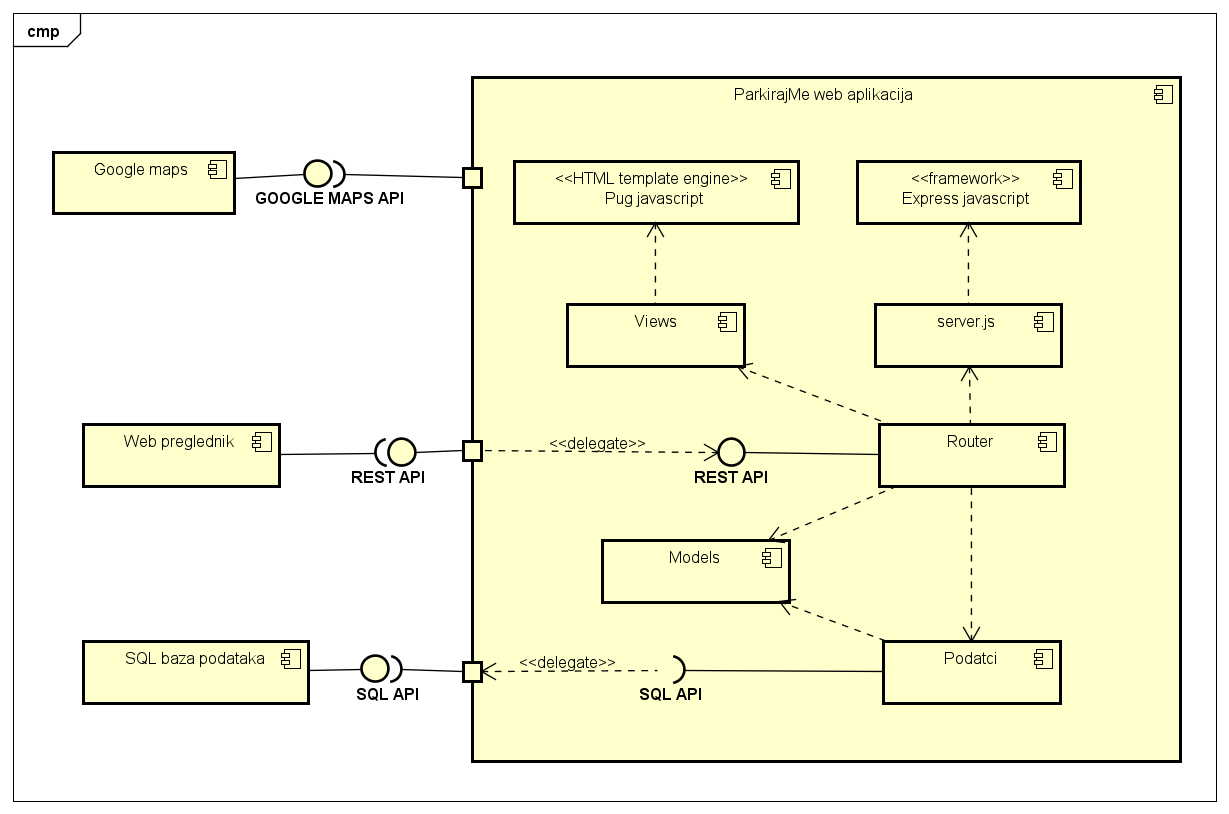 cmp
ParkirajMe web aplikacija
Google maps
GOOGLE MAPS API
<<HTML template engine>>
Pug javascript
<<framework>>
Express javascript
Views
server.js
Web preglednik
REST API
<<delegate>>
REST API
Router
Models
SQL baza podataka
SQL API
<<delegate>>
SQL API
Podatci